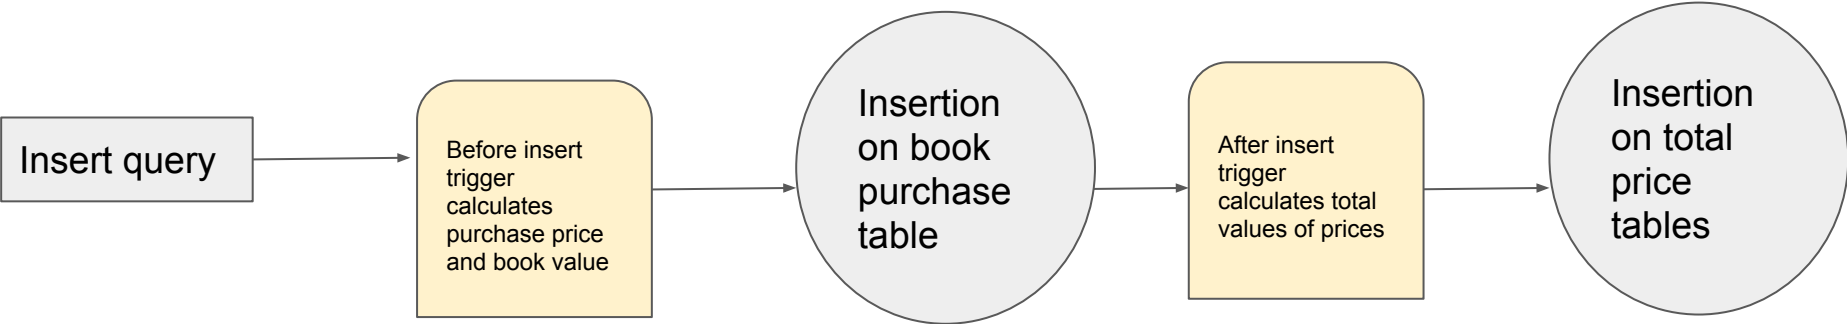 Insert query
Before insert
trigger
calculates
purchase price
and book value
Insertion
on book
purchase
table
After insert
trigger
calculates total
values of prices
Insertion
on total
price
tables